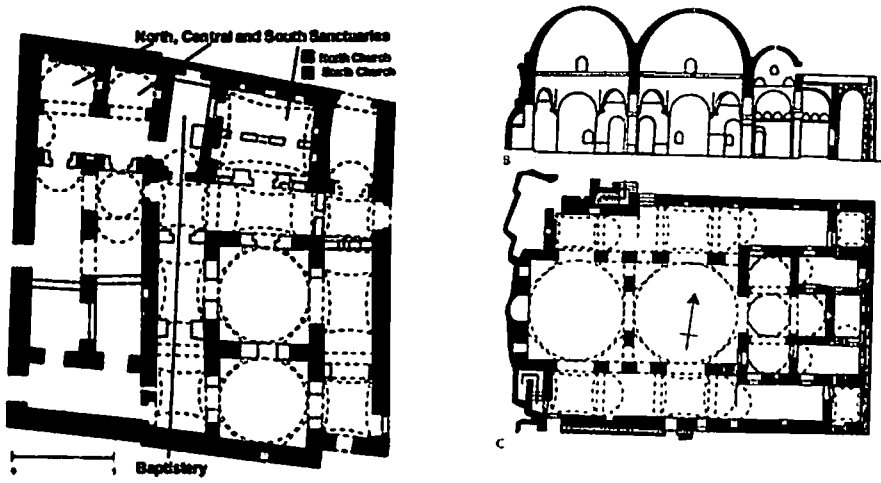 North, Central and South Sanctuaries
North Church
South Church
Baptistery
B
C